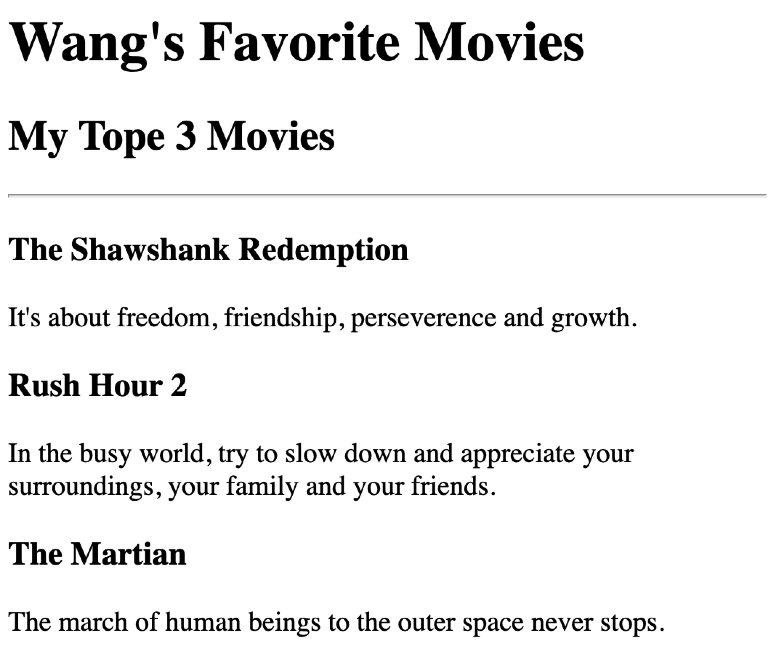 Wang's Favorite Movies
My Tope 3 Movies
The Shawshank Redemption
It's about freedom, friendship, perseverence and growth.
Rush Hour 2
In the busy world, try to slow down and appreciate your
surroundings, your family and your friends.
The Martian
The march of human beings to the outer space never stops.